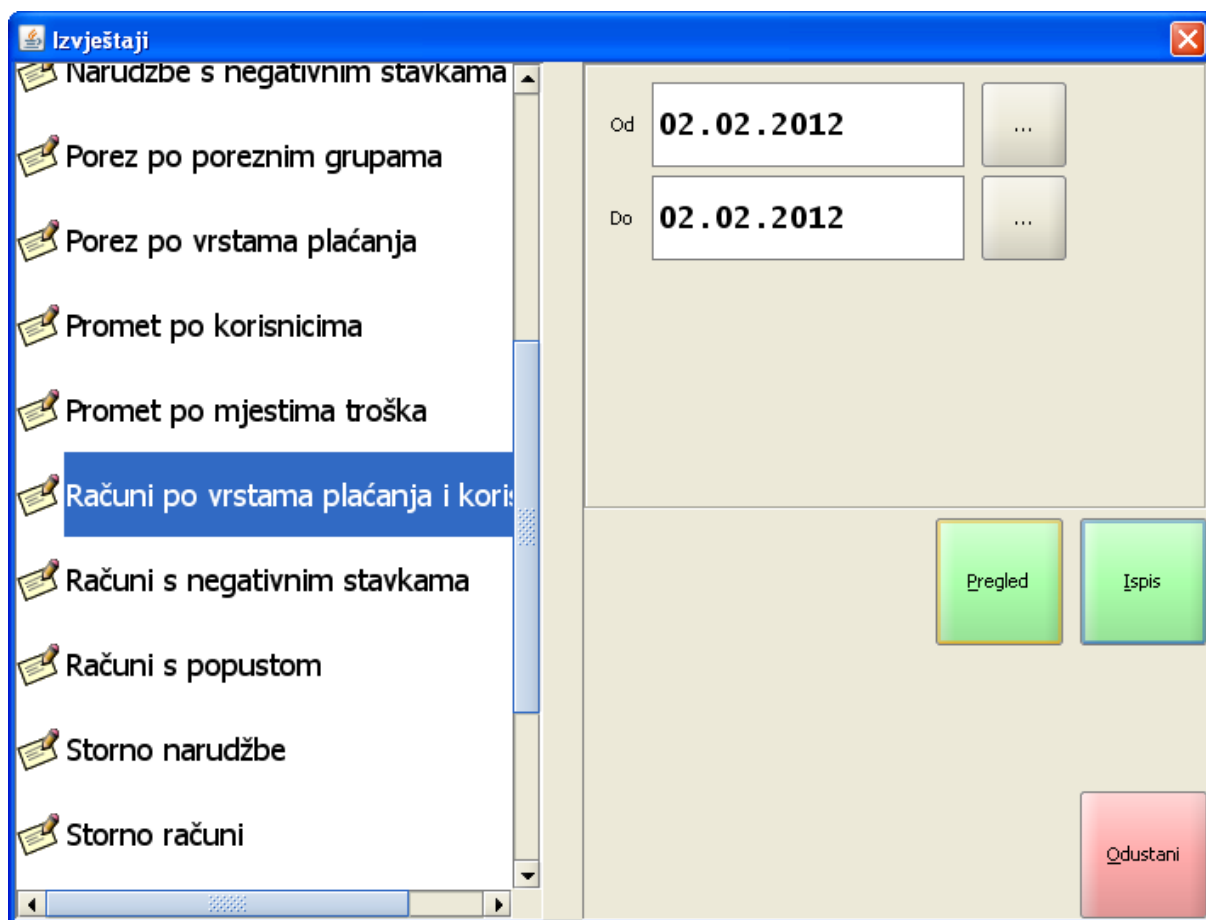 Izvještaji
Narudžbe s negativnim stavkama
Porez po poreznim grupama
Porez po vrstama plaćanja
Promet po korisnicima
Promet po mjestima troška
Računi po vrstama plaćanja i koris
Računi s negativnim stavkama
Računi s popustom
Storno narudžbe
Storno računi
Od 02.02.2012 ...
Do 02.02.2012 ...
Pregled Ispis
Odustani